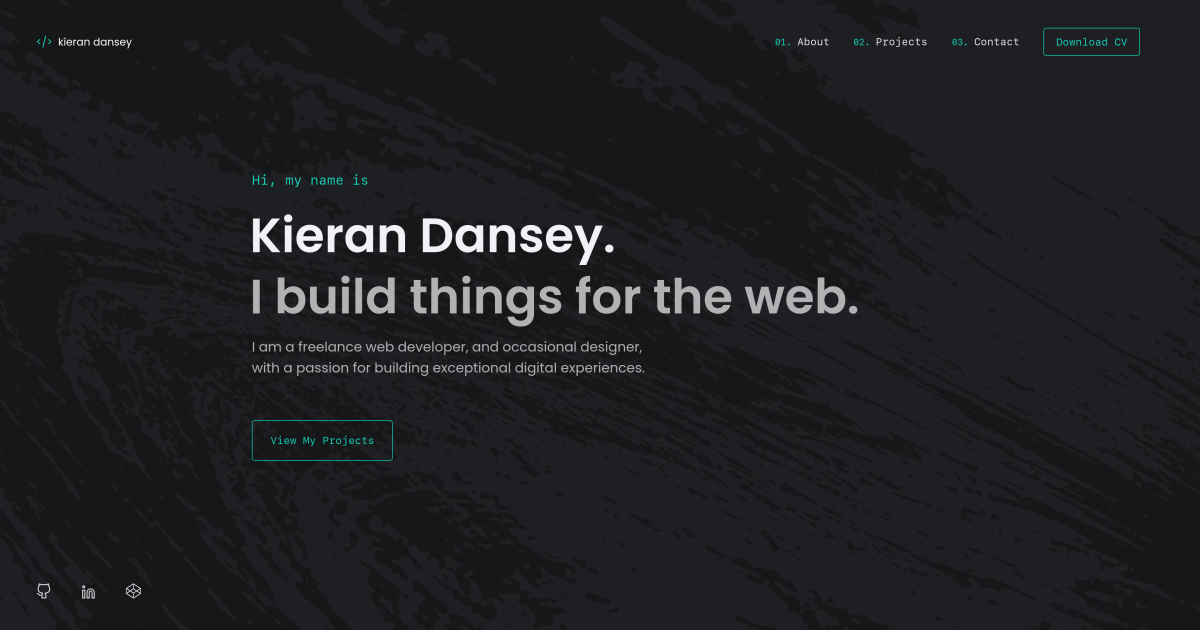 </> kieran dansey
01. About 02. Projects 03. Contact Download CV
Hi, my name is
Kieran Dansey.
I build things for the web.
I am a freelance web developer, and occasional designer,
with a passion for building exceptional digital experiences.
View My Projects
in